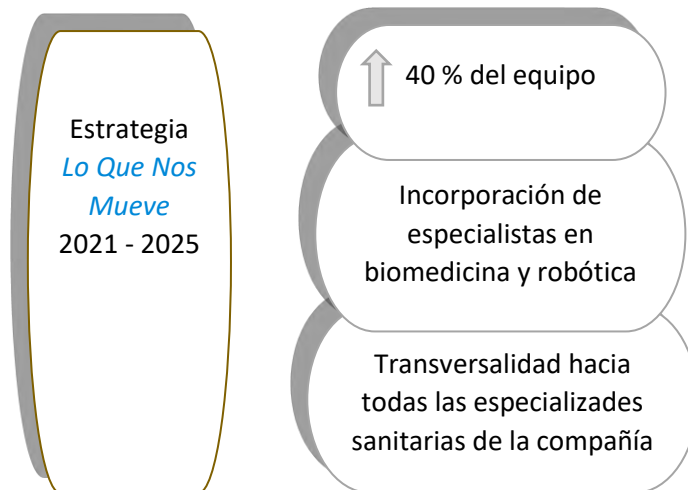 Estrategia
Lo Que Nos
Mueve
2021 - 2025
40 % del equipo
Incorporación de
especialistas en
biomedicina y robótica
Transversalidad hacia
todas las especializades
sanitarias de la compañía